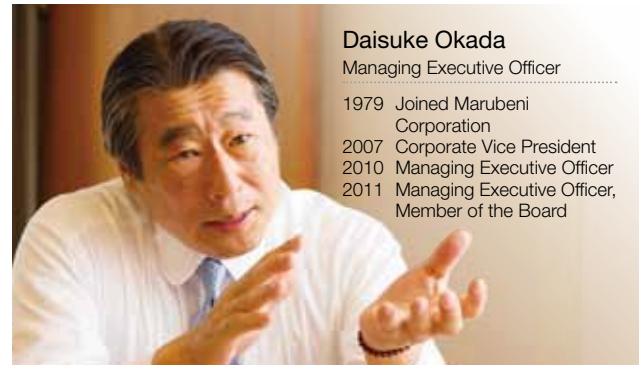 Daisuke Okada
Managing Executive Officer
1979 Joined Marubeni
Corporation
2007 Corporate Vice President
2010 Managing Executive Officer
2011 Managing Executive Officer,
Member of the Board